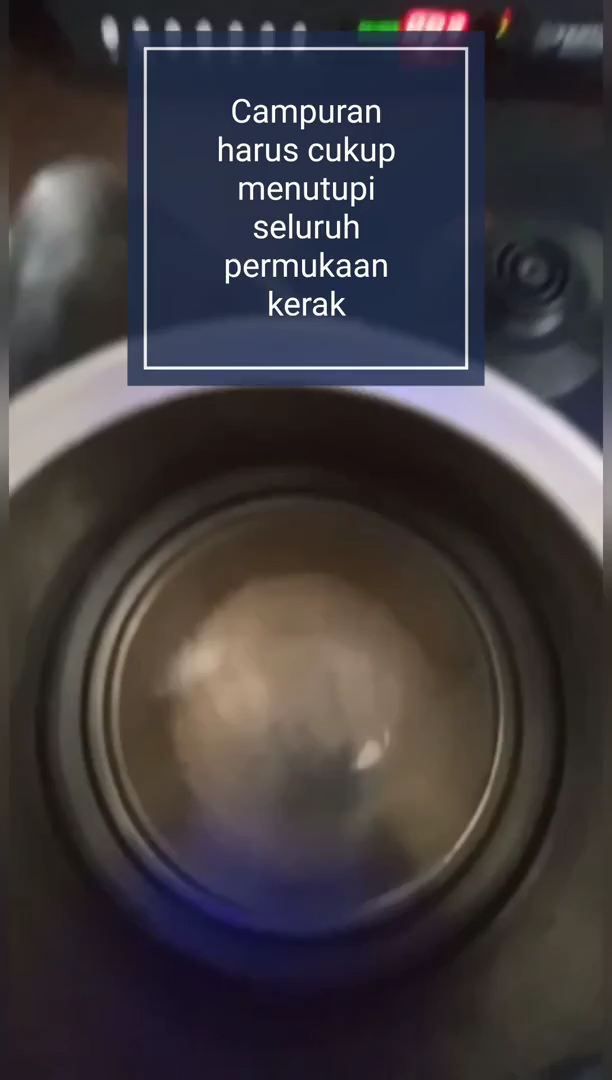 Campuran
harus cukup
menutupi
seluruh
permukaan
kerak